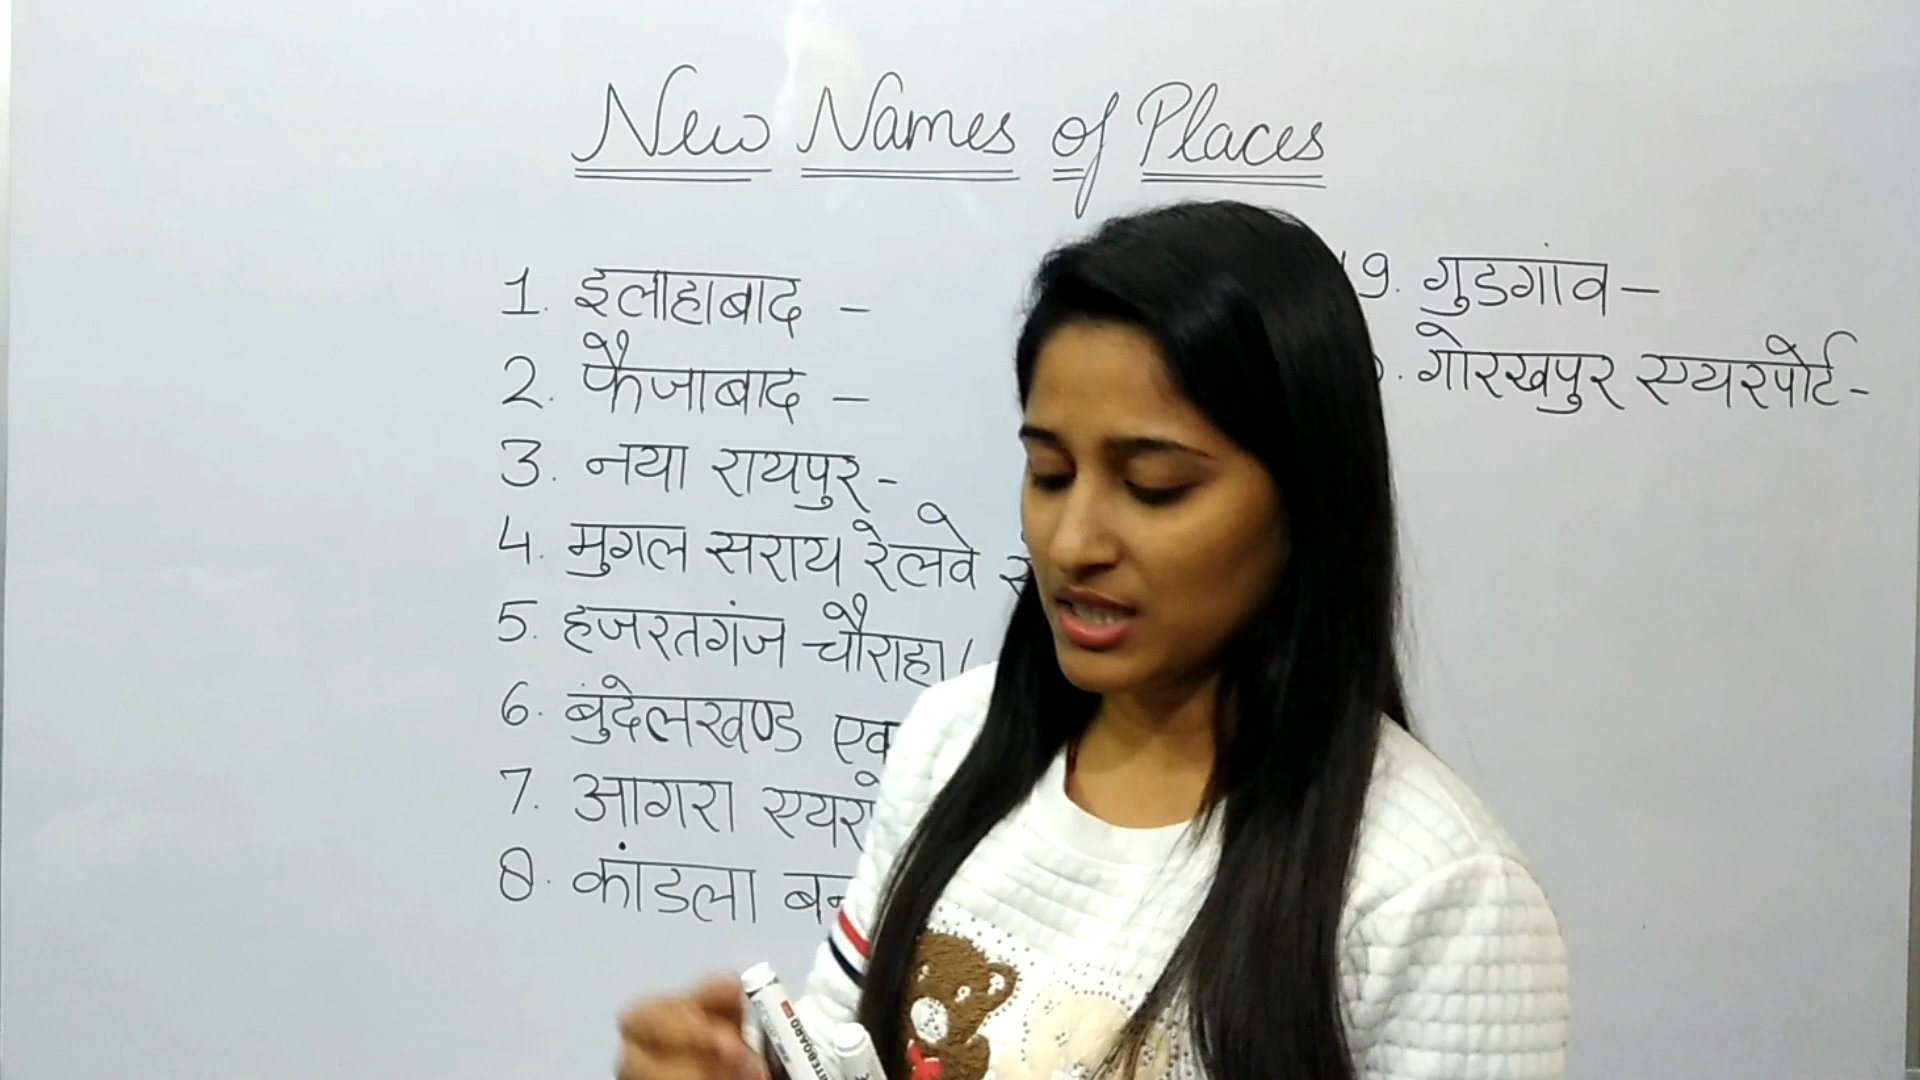 New Names of Places
1. इलाहाबाद -
2. फैजाबाद -
3. नया रायपुर -
4. मुगल सराय रेलवे
5. हजरतगंज चौराहा
6. बुंदेलखण्ड
7. आगरा
8. कांडला
9. गुडगांव -
गोरखपुर एयरपोर्ट -